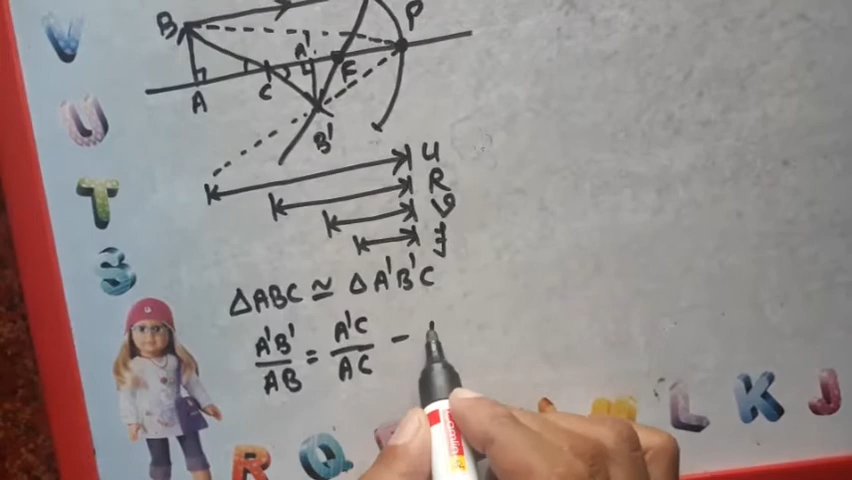 B
P
A'
F
A
C
B'
U
R
V
f
ΔABC ≅ ΔA'B'C
A'B'/AB = A'C/AC -
V
U
T
S
R
Q
M
L
K
J